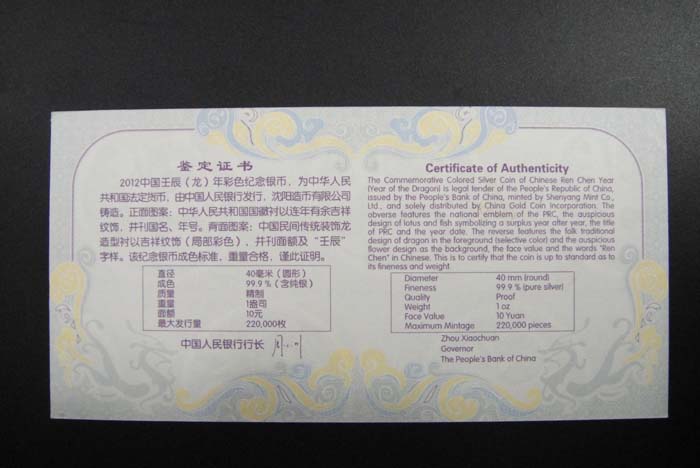 鉴定证书
2012中国壬辰（龙）年彩色纪念银币，为中华人民
共和国法定货币，由中国人民银行发行，沈阳造币有限公司
铸造。正面图案：中华人民共和国国徽衬以连年有余吉祥
纹饰，并刊国名、年号。背面图案：中国民间传统装饰龙
造型衬以吉祥纹饰（局部彩色），并刊面额及“壬辰”
字样。该纪念银币成色标准，重量合格，谨此证明。
直径 40毫米（圆形）
成色 99.9％（含纯银）
质量 精制
重量 1盎司
面额 10元
最大发行量 220,000枚
中国人民银行行长
Certificate of Authenticity
The Commemorative Colored Silver Coin of Chinese Ren Chen Year
(Year of the Dragon) is legal tender of the People's Republic of China,
issued by the People's Bank of China, minted by Shenyang Mint Co.,
Ltd., and solely distributed by China Gold Coin Incorporation. The
obverse features the national emblem of the PRC, the auspicious
design of lotus and fish symbolizing a surplus year after year, the title
of PRC and the year date. The reverse features the folk traditional
design of dragon in the foreground (selective color) and the auspicious
flower design as the background, the face value and the words "Ren
Chen" in Chinese. This is to certify that the coin is up to standard as to
its fineness and weight
Diameter 40 mm (round)
Fineness 99.9 % (pure silver)
Quality Proof
Weight 1 oz
Face Value 10 Yuan
Maximum Mintage 220,000 pieces
Zhou Xiaochuan
Governor
The People's Bank of China